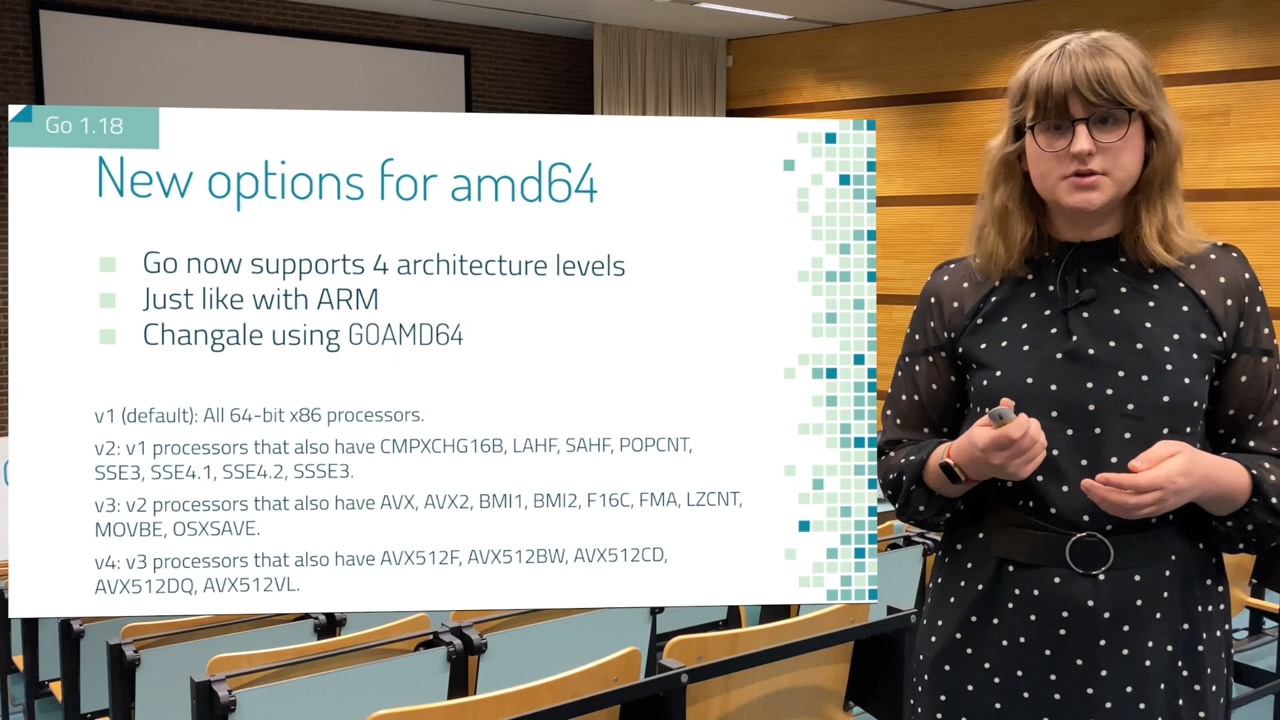 Go 1.18
New options for amd64
Go now supports 4 architecture levels
Just like with ARM
Changale using GOAMD64
v1 (default): All 64-bit x86 processors.
v2: v1 processors that also have CMPXCHG16B, LAHF, SAHF, POPCNT,
SSE3, SSE4.1, SSE4.2, SSSE3.
v3: v2 processors that also have AVX, AVX2, BMI1, BMI2, F16C, FMA, LZCNT,
MOVBE, OSXSAVE.
v4: v3 processors that also have AVX512F, AVX512BW, AVX512CD,
AVX512DQ, AVX512VL.